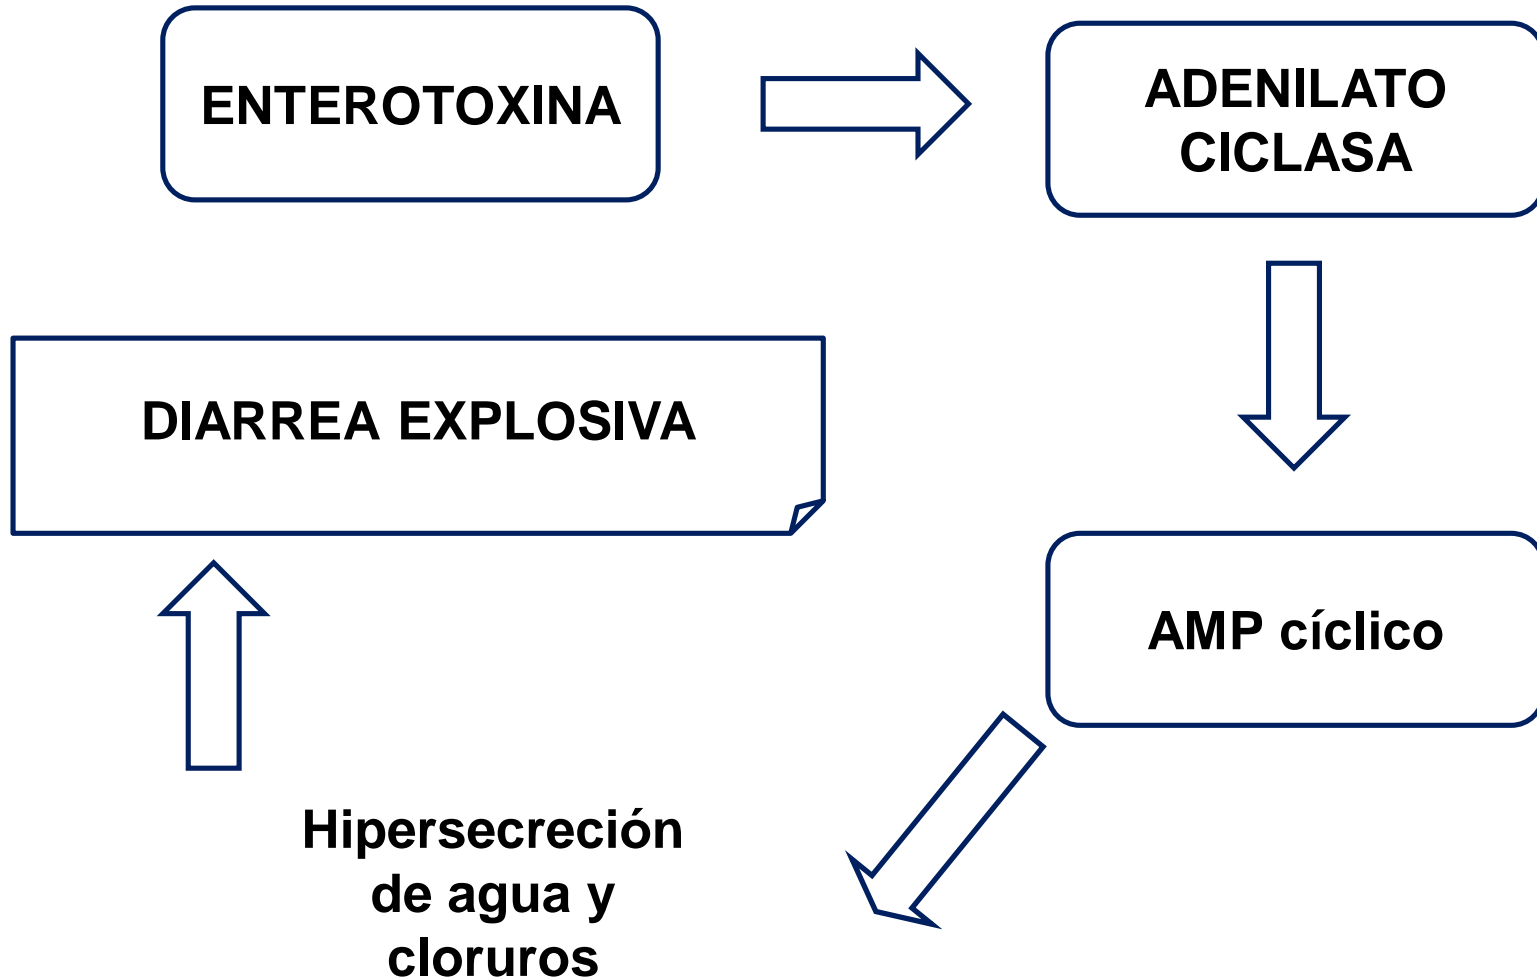 ENTEROTOXINA
ADENILATO
CICLASA
AMP cíclico
Hipersecreción
de agua y
cloruros
DIARREA EXPLOSIVA